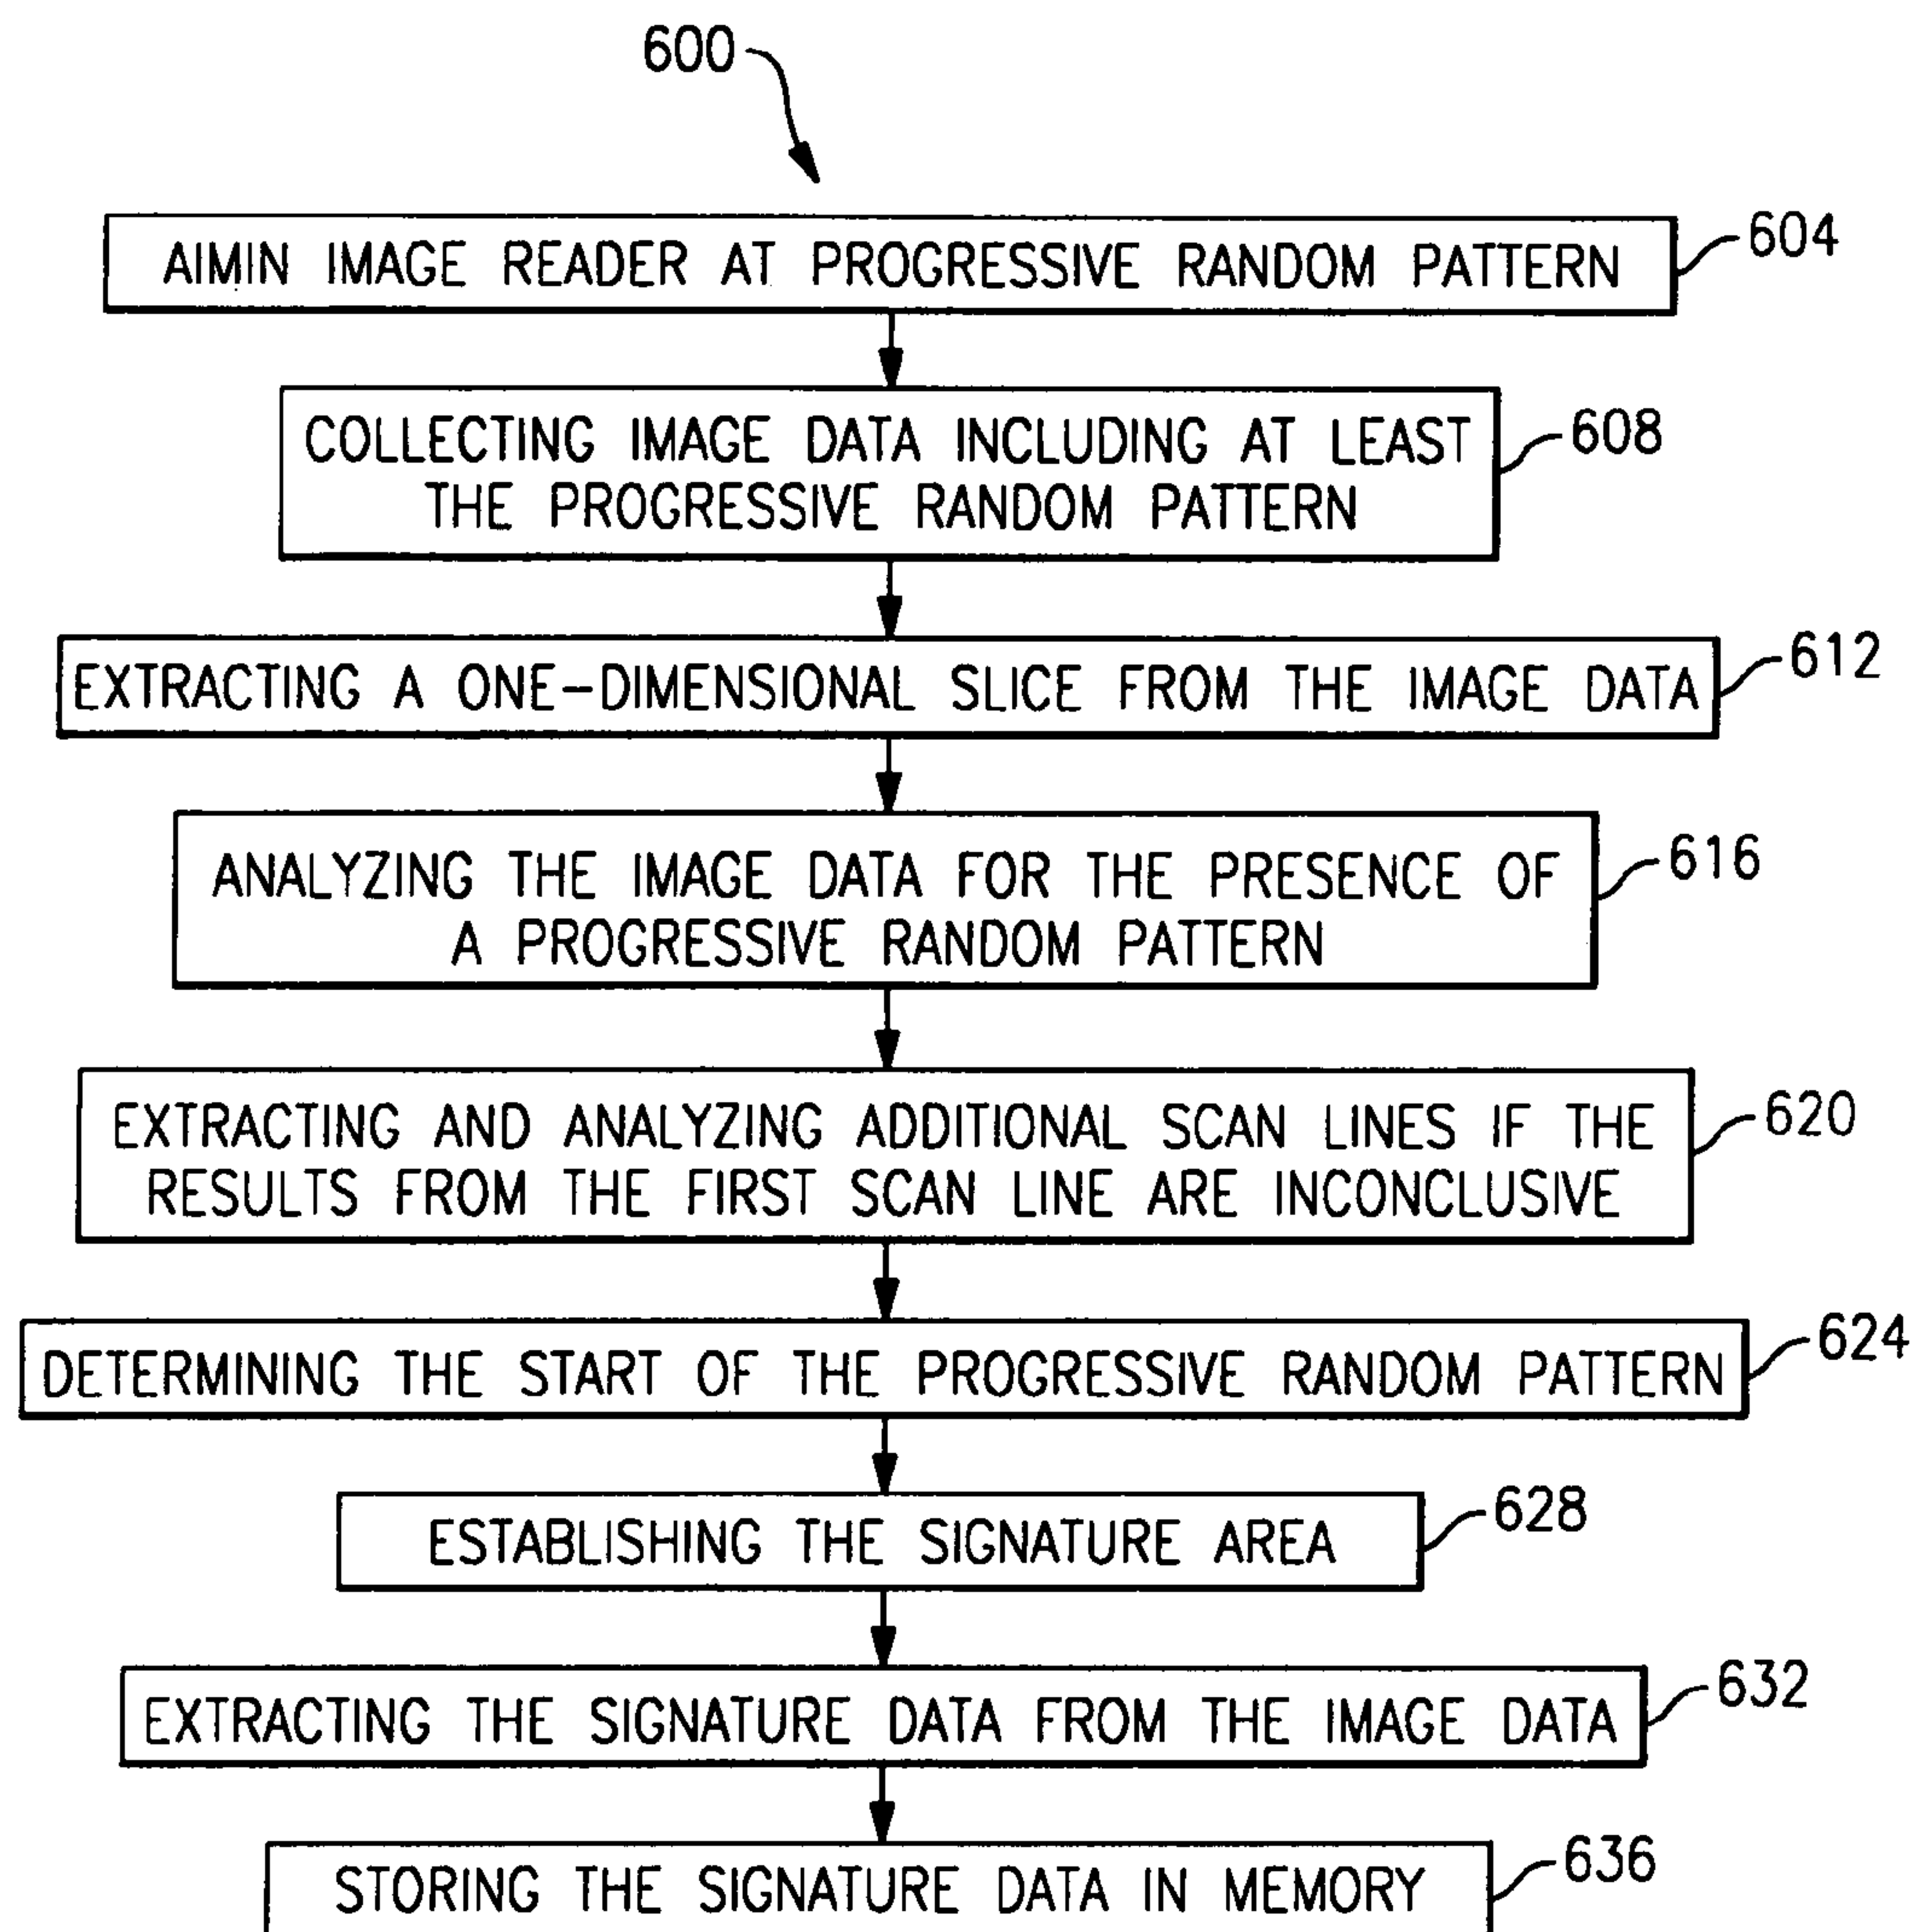 600
AIMIN IMAGE READER AT PROGRESSIVE RANDOM PATTERN
604
COLLECTING IMAGE DATA INCLUDING AT LEAST
THE PROGRESSIVE RANDOM PATTERN
608
EXTRACTING A ONE-DIMENSIONAL SLICE FROM THE IMAGE DATA
612
ANALYZING THE IMAGE DATA FOR THE PRESENCE OF
A PROGRESSIVE RANDOM PATTERN
616
EXTRACTING AND ANALYZING ADDITIONAL SCAN LINES IF THE
RESULTS FROM THE FIRST SCAN LINE ARE INCONCLUSIVE
620
DETERMINING THE START OF THE PROGRESSIVE RANDOM PATTERN
624
ESTABLISHING THE SIGNATURE AREA
628
EXTRACTING THE SIGNATURE DATA FROM THE IMAGE DATA
632
STORING THE SIGNATURE DATA IN MEMORY
636